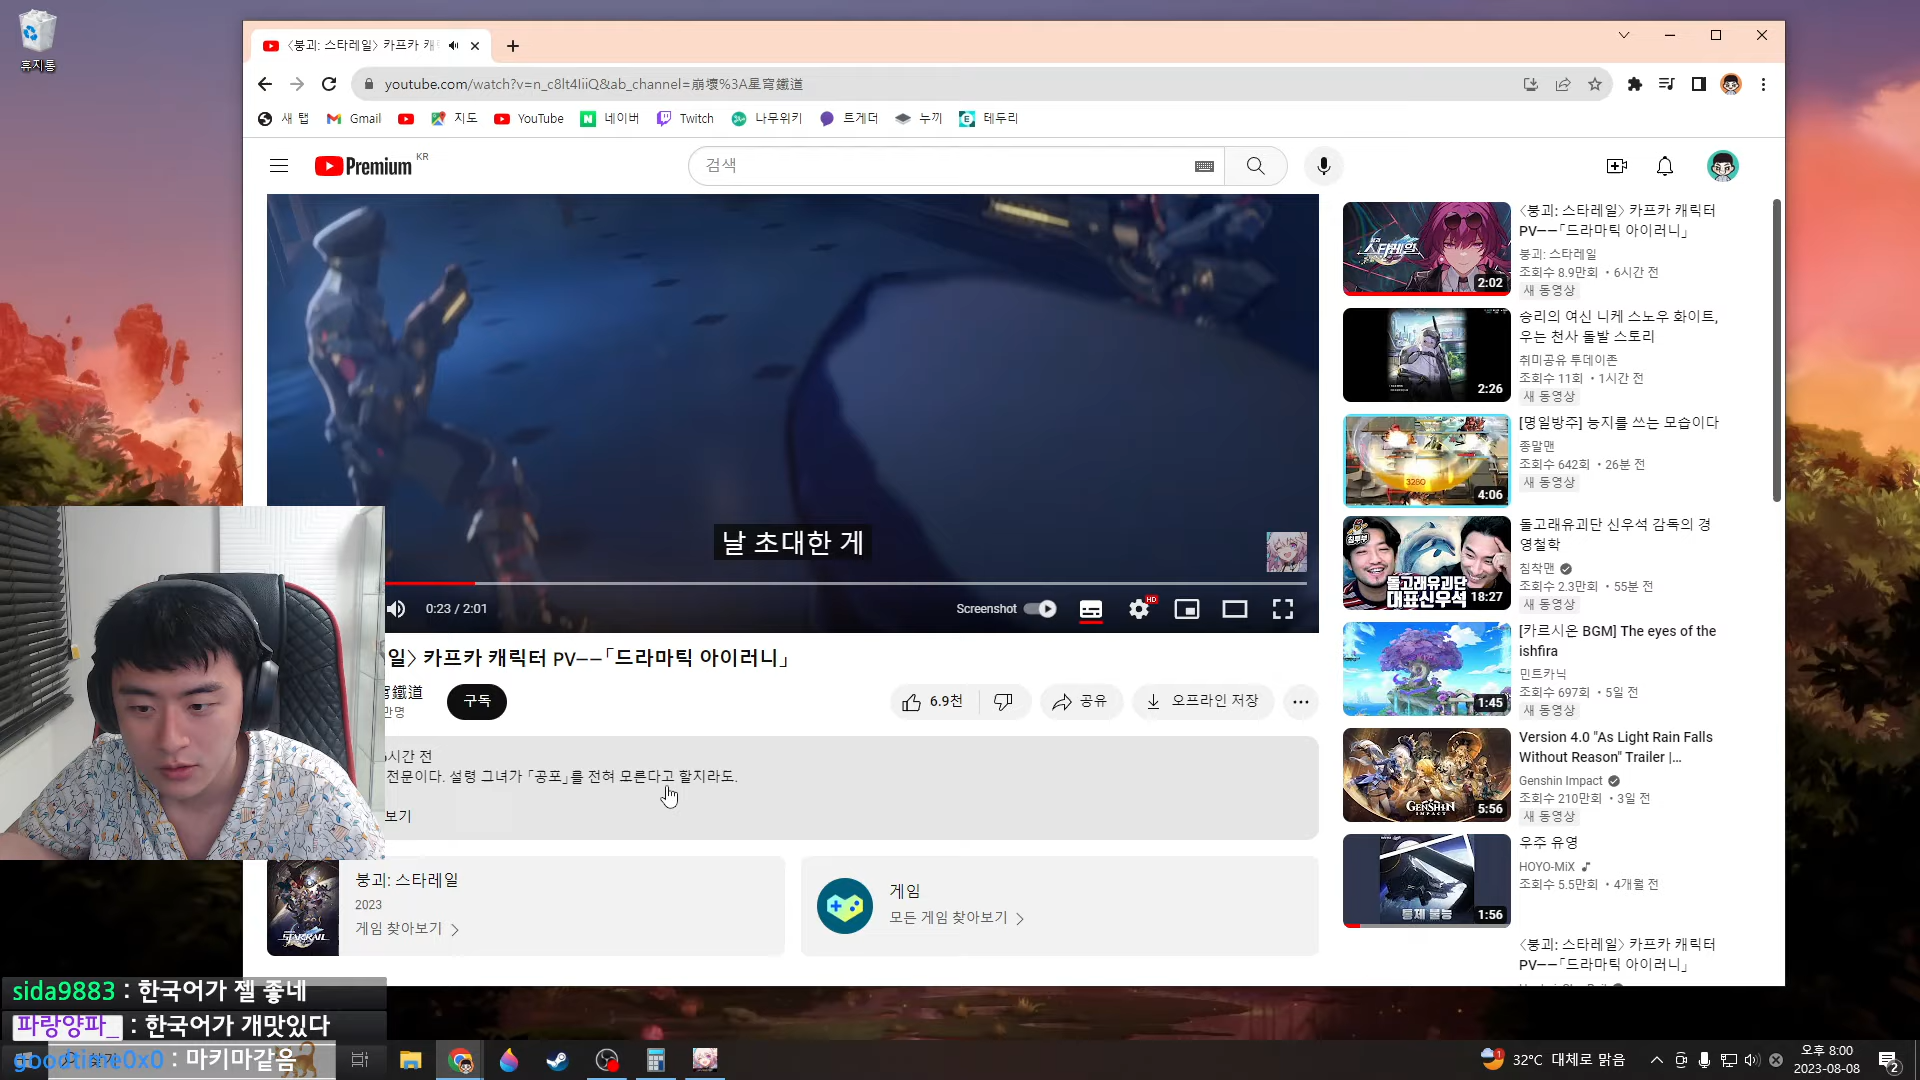 휴지통
〈붕괴: 스타레일〉 카프카 캐
youtube.com/watch?v=n_c8lt4IiiQ&ab_channel=崩壞%3A星穹鐵道
새 탭
Gmail
지도
YouTube
네이버
Twitch
나무위키
트게더
누끼
테두리
Premium KR
검색
날 초대한 게
0:23 / 2:01
Screenshot
HD
일〉 카프카 캐릭터 PV——「드라마틱 아이러니」
穹鐵道
만명
구독
6.9천
공유
오프라인 저장
시간 전
전문이다. 설령 그녀가 「공포」를 전혀 모른다고 할지라도.
보기
붕괴: 스타레일
2023
게임 찾아보기
STAR RAIL
게임
모든 게임 찾아보기
스타레일
2:02
〈붕괴: 스타레일〉 카프카 캐릭터
PV——「드라마틱 아이러니」
붕괴: 스타레일
조회수 8.9만회 • 6시간 전
새 동영상
2:26
승리의 여신 니케 스노우 화이트,
우는 천사 돌발 스토리
취미공유 투데이존
조회수 11회 • 1시간 전
새 동영상
3280
4:06
[명일방주] 능지를 쓰는 모습이다
종말맨
조회수 642회 • 26분 전
새 동영상
침투부
돌고래유괴단
대표신우석
18:27
돌고래유괴단 신우석 감독의 경
영철학
침착맨
조회수 2.3만회 • 55분 전
새 동영상
1:45
[카르시온 BGM] The eyes of the
ishfira
민트카닉
조회수 697회 • 5일 전
새 동영상
GENSHIN
IMPACT
5:56
Version 4.0 "As Light Rain Falls
Without Reason" Trailer |...
Genshin Impact
조회수 210만회 • 3일 전
새 동영상
통제 불능
1:56
우주 유영
HOYO-MiX
조회수 5.5만회 • 4개월 전
〈붕괴: 스타레일〉 카프카 캐릭터
PV——「드라마틱 아이러니」
sida9883 : 한국어가 젤 좋네
파랑양파_ : 한국어가 개맛있다
goodtime0x0 : 마키마같음
32°C 대체로 맑음
오후 8:00
2023-08-08
2